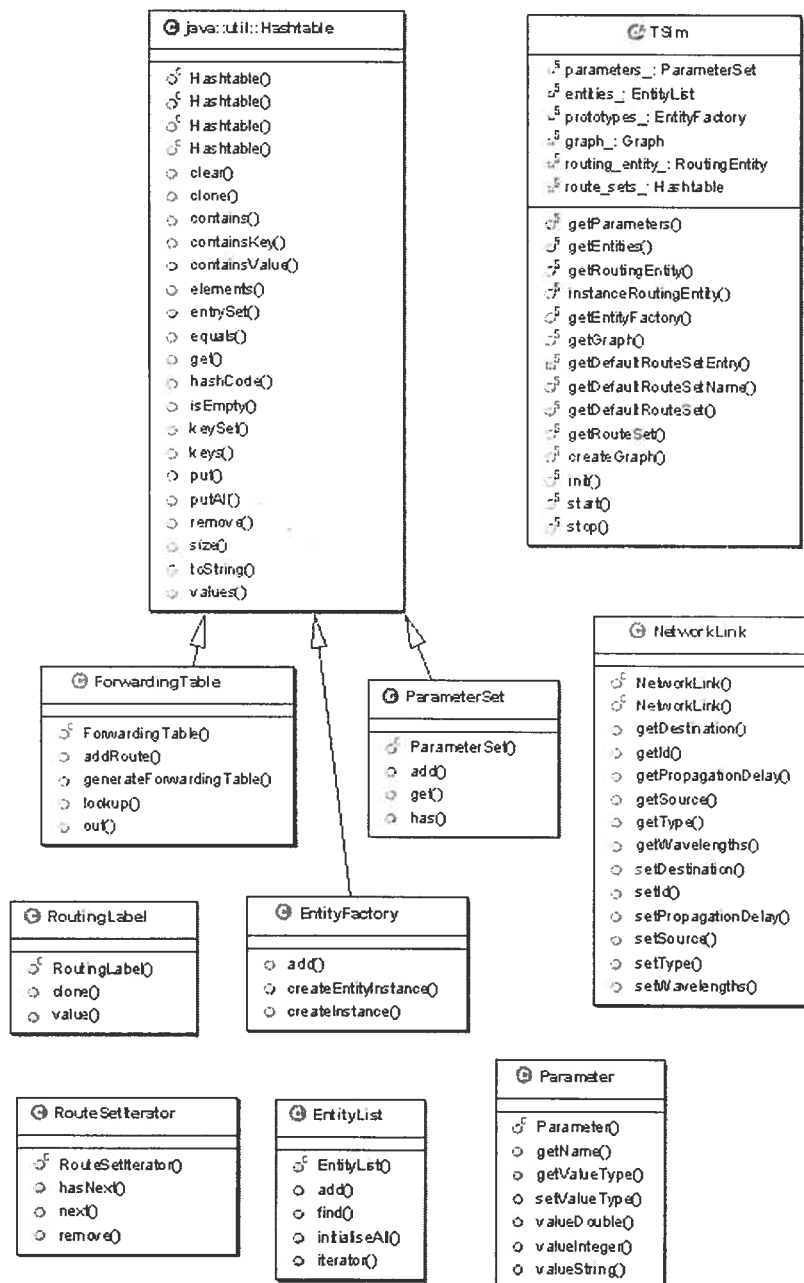 java::util::Hashtable
Hashtable()
Hashtable()
Hashtable()
Hashtable()
clear()
clone()
contains()
containsKey()
containsValue()
elements()
entrySet()
equals()
get()
hashCode()
isEmpty()
keySet()
keys()
put()
putAll()
remove()
size()
toString()
values()
TSim
parameters_: ParameterSet
entities_: EntityList
prototypes_: EntityFactory
graph_: Graph
routing_entity_: RoutingEntity
route_sets_: Hashtable
getParameters()
getEntities()
getRoutingEntity()
instanceRoutingEntity()
getEntityFactory()
getGraph()
getDefaultRouteSetEntry()
getDefaultRouteSetName()
getDefaultRouteSet()
getRouteSet()
createGraph()
init()
start()
stop()
ForwardingTable
ForwardingTable()
addRoute()
generateForwardingTable()
lookup()
out()
ParameterSet
ParameterSet()
add()
get()
has()
NetworkLink
NetworkLink()
NetworkLink()
getDestination()
getId()
getPropagationDelay()
getSource()
getType()
getWavelengths()
setDestination()
setId()
setPropagationDelay()
setSource()
setType()
setWavelengths()
RoutingLabel
RoutingLabel()
clone()
value()
EntityFactory
add()
createEntityInstance()
createInstance()
RouteSetIterator
RouteSetIterator()
hasNext()
next()
remove()
EntityList
EntityList()
add()
find()
initialiseAll()
iterator()
Parameter
Parameter()
getName()
getValueType()
setValueType()
valueDouble()
valueInteger()
valueString()